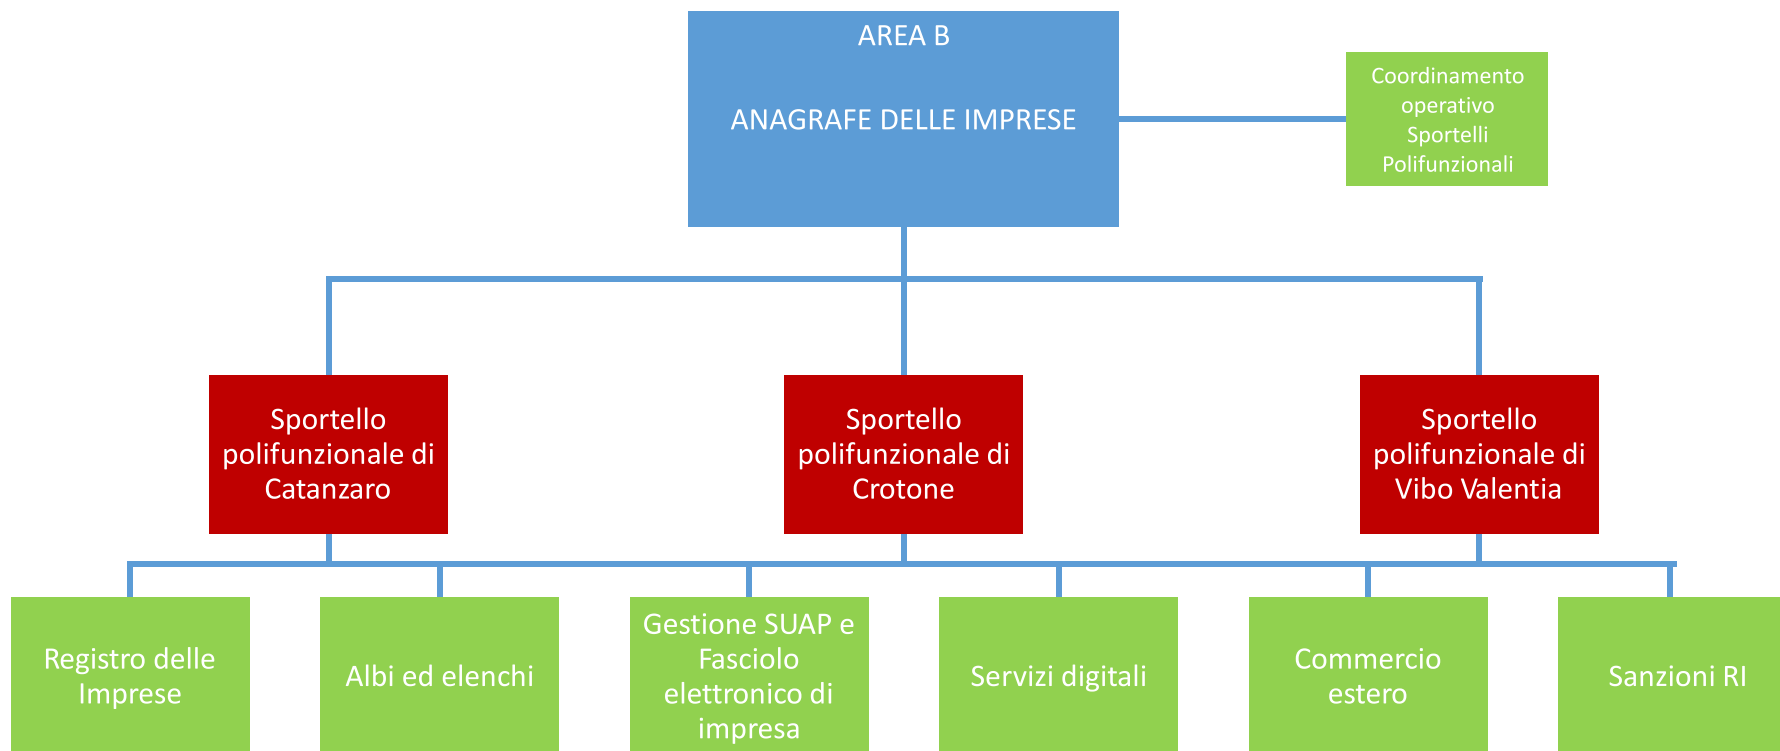 AREA B
ANAGRAFE DELLE IMPRESE
Coordinamento
operativo
Sportelli
Polifunzionali
Sportello
polifunzionale di
Catanzaro
Sportello
polifunzionale di
Crotone
Sportello
polifunzionale di
Vibo Valentia
Registro delle
Imprese
Albi ed elenchi
Gestione SUAP e
Fasciolo
elettronico di
impresa
Servizi digitali
Commercio
estero
Sanzioni RI